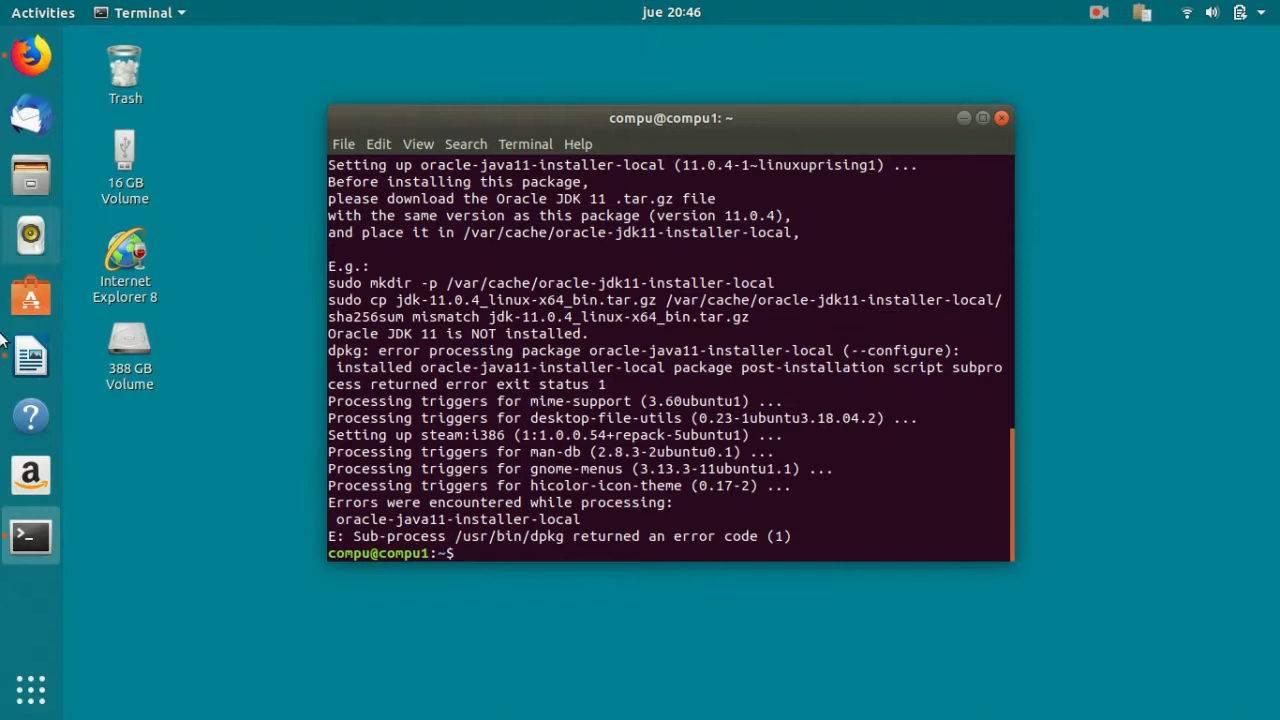 Activities
Terminal
jue 20:46
Trash
16 GB
Volume
Internet
Explorer 8
388 GB
Volume
compu@compu1: ~
File Edit View Search Terminal Help
Setting up oracle-java11-installer-local (11.0.4-1~linuxuprising1) ...
Before installing this package,
please download the Oracle JDK 11 .tar.gz file
with the same version as this package (version 11.0.4),
and place it in /var/cache/oracle-jdk11-installer-local,
E.g.:
sudo mkdir -p /var/cache/oracle-jdk11-installer-local
sudo cp jdk-11.0.4_linux-x64_bin.tar.gz /var/cache/oracle-jdk11-installer-local/
sha256sum mismatch jdk-11.0.4_linux-x64_bin.tar.gz
Oracle JDK 11 is NOT installed.
dpkg: error processing package oracle-java11-installer-local (--configure):
installed oracle-java11-installer-local package post-installation script subpro
cess returned error exit status 1
Processing triggers for mime-support (3.60ubuntu1) ...
Processing triggers for desktop-file-utils (0.23-1ubuntu3.18.04.2) ...
Setting up steam:i386 (1:1.0.0.54+repack-5ubuntu1) ...
Processing triggers for man-db (2.8.3-2ubuntu0.1) ...
Processing triggers for gnome-menus (3.13.3-11ubuntu1.1) ...
Processing triggers for hicolor-icon-theme (0.17-2) ...
Errors were encountered while processing:
oracle-java11-installer-local
E: Sub-process /usr/bin/dpkg returned an error code (1)
compu@compu1:~$